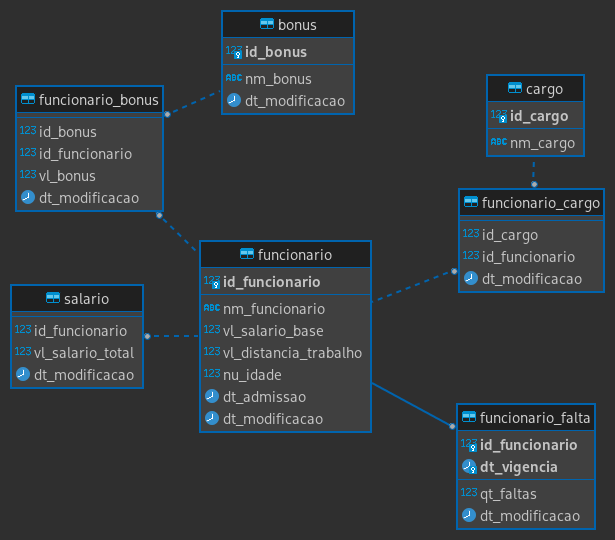 bonus
123 id_bonus
ABC nm_bonus
dt_modificacao
funcionario_bonus
123 id_bonus
123 id_funcionario
123 vl_bonus
dt_modificacao
cargo
123 id_cargo
ABC nm_cargo
funcionario_cargo
123 id_cargo
123 id_funcionario
dt_modificacao
funcionario
123 id_funcionario
ABC nm_funcionario
123 vl_salario_base
123 vl_distancia_trabalho
123 nu_idade
dt_admissao
dt_modificacao
salario
123 id_funcionario
123 vl_salario_total
dt_modificacao
funcionario_falta
123 id_funcionario
dt_vigencia
123 qt_faltas
dt_modificacao